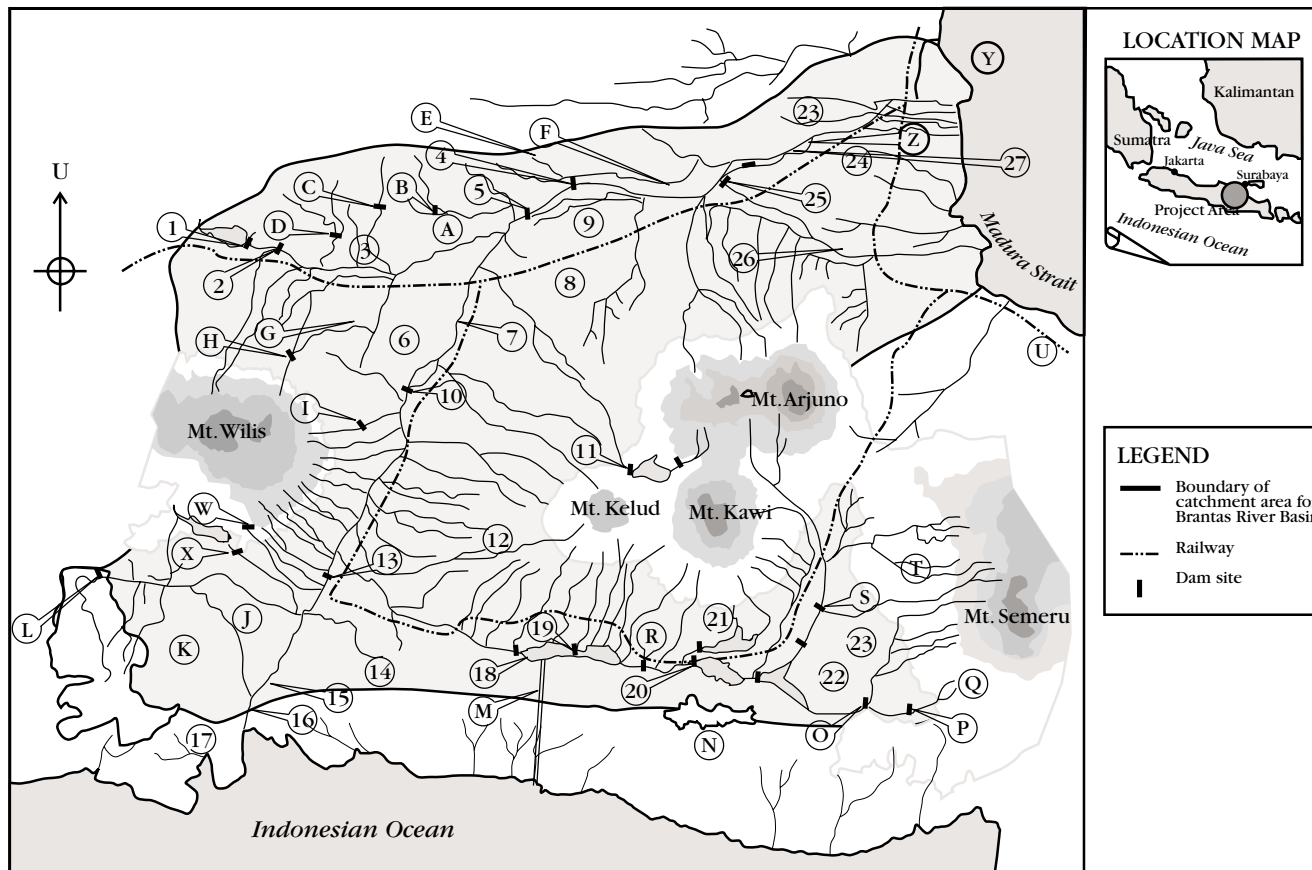 Y
LOCATION MAP
Kalimantan
Sumatra
Java Sea
Jakarta
Surabaya
Project Area
Indonesian Ocean
E
F
23
4
Z
24
27
U
C
B
5
25
1
D
3
A
9
26
2
8
Madura Strait
H
G
6
7
U
10
I
Mt. Wilis
Mt. Arjuno
11
LEGEND
Boundary of
catchment area fo
Brantas River Basin
Railway
Dam site
W
Mt. Kelud
Mt. Kawi
12
X
13
T
S
Mt. Semeru
L
J
K
19
R
21
23
14
18
20
22
Q
15
M
16
N
O
P
17
Indonesian Ocean